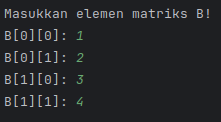 Masukkan elemen matriks B!
B[0][0]: 1
B[0][1]: 2
B[1][0]: 3
B[1][1]: 4